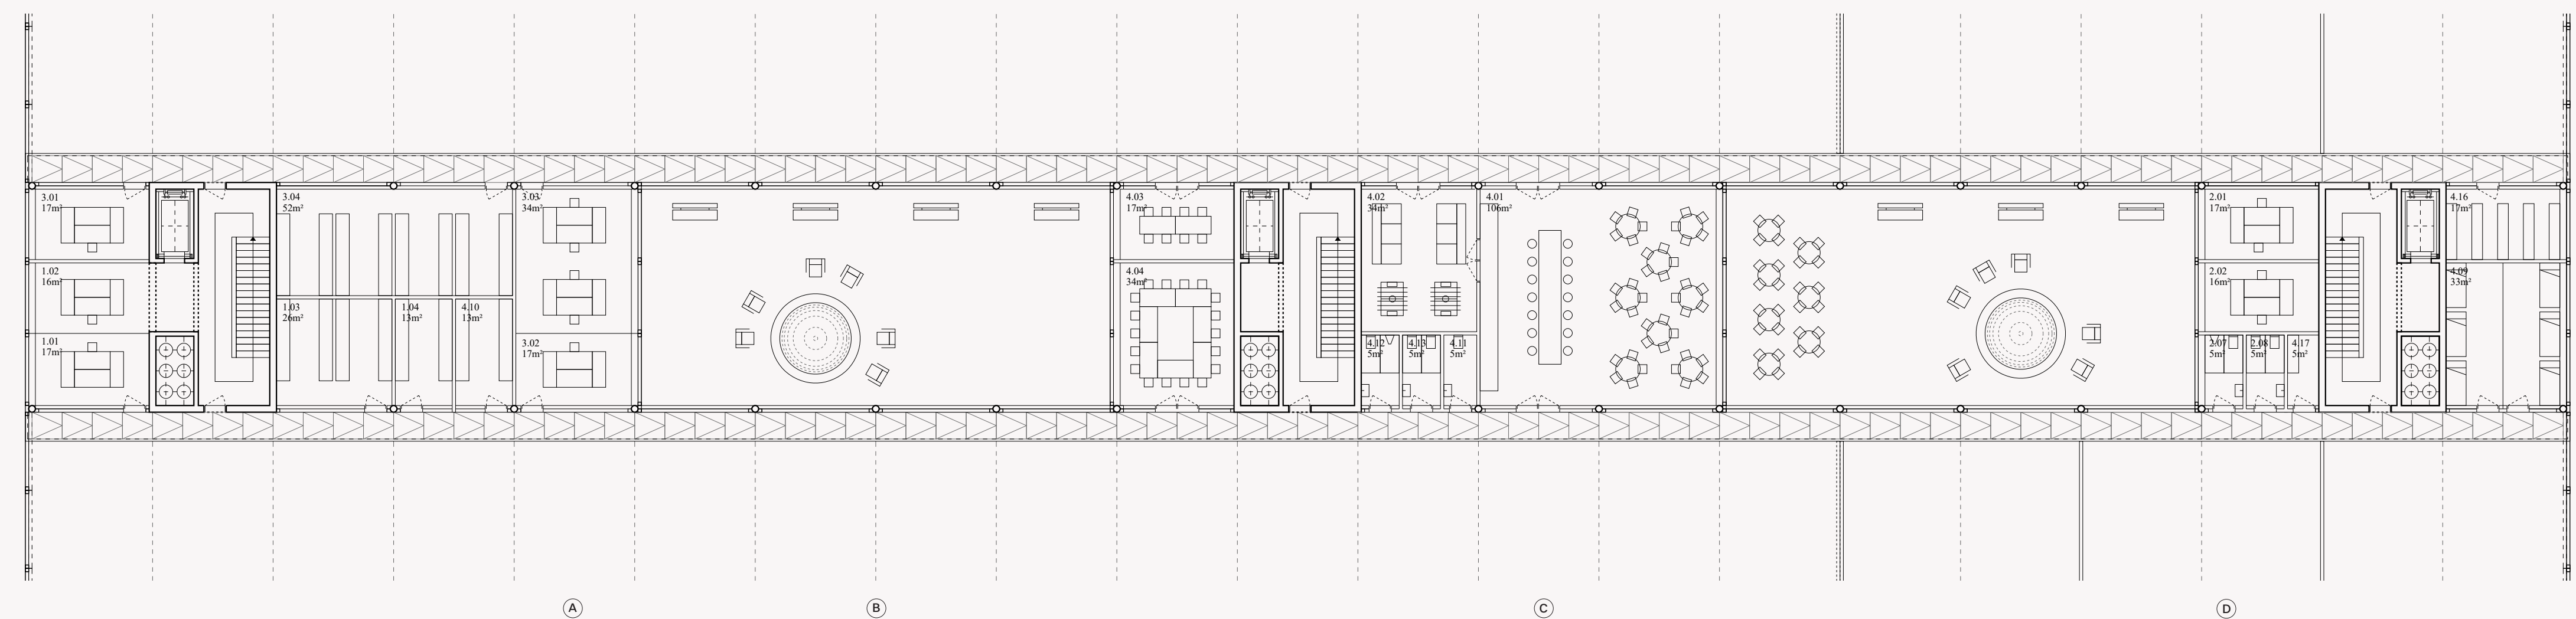 3.01
17m²
1.02
16m²
1.01
17m²
3.04
52m²
1.03
26m²
1.04
13m²
4.10
13m²
3.03
34m²
3.02
17m²
4.03
17m²
4.04
34m²
4.02
34m²
4.12
5m²
4.13
5m²
4.11
5m²
4.01
106m²
2.01
17m²
2.02
16m²
2.07
5m²
2.08
5m²
4.17
5m²
4.16
17m²
4.09
33m²
A
B
C
D